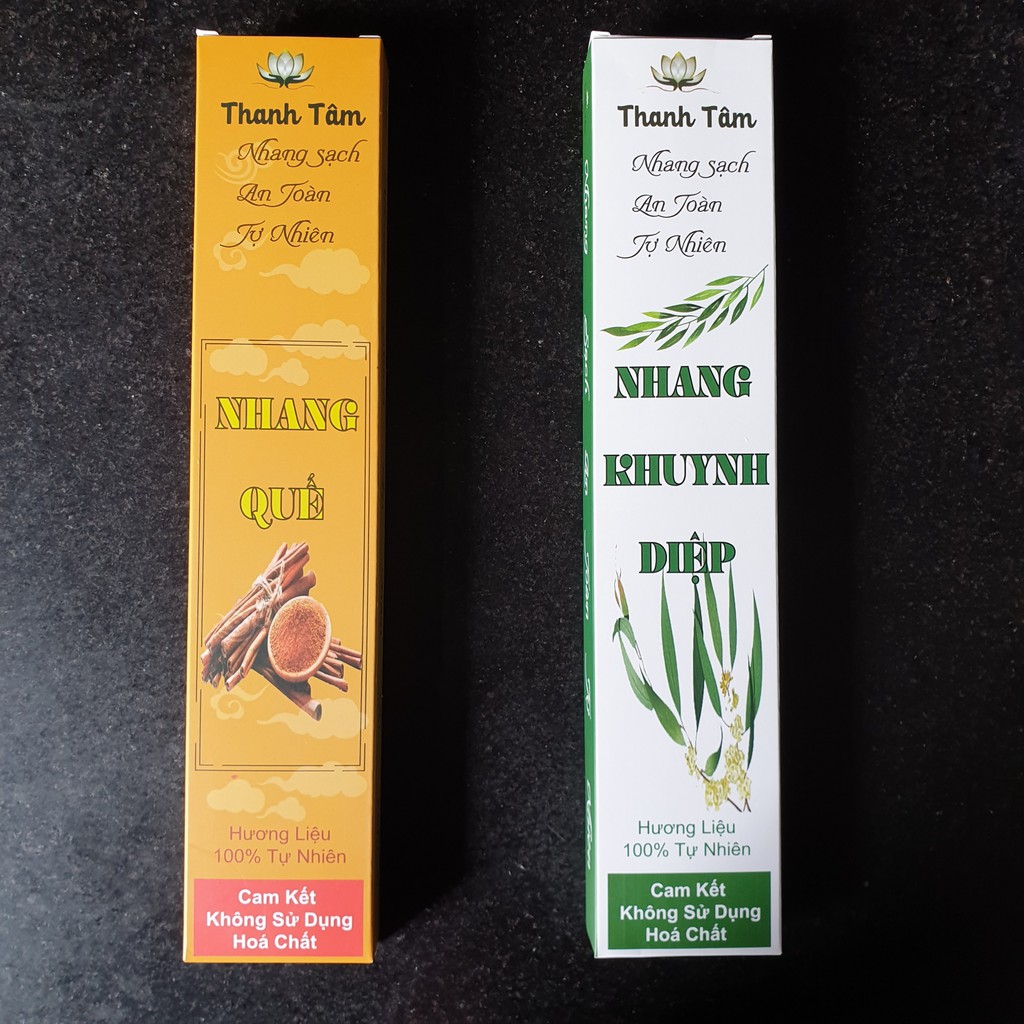 Thanh Tâm
Nhang sạch
An Toàn
Tự Nhiên
NHANG
QUẾ
Hương Liệu
100% Tự Nhiên
Cam Kết
Không Sử Dụng
Hoá Chất
Thanh Tâm
Nhang sạch
An Toàn
Tự Nhiên
NHANG
KHUYNH
DIỆP
Hương Liệu
100% Tự Nhiên
Cam Kết
Không Sử Dụng
Hoá Chất